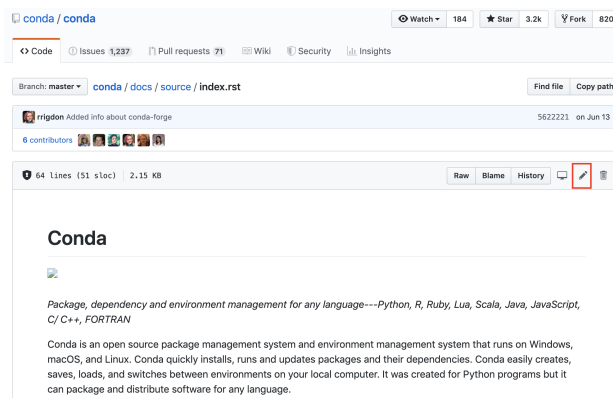 conda / conda
Watch 184 Star 3.2k Fork 820
Code Issues 1,237 Pull requests 71 Wiki Security Insights
Branch: master conda / docs / source / index.rst Find file Copy path
rrigdon Added info about conda-forge 5622221 on Jun 13
6 contributors
64 lines (51 sloc) 2.15 KB Raw Blame History
Conda
Package, dependency and environment management for any language---Python, R, Ruby, Lua, Scala, Java, JavaScript,
C/ C++, FORTRAN
Conda is an open source package management system and environment management system that runs on Windows,
macOS, and Linux. Conda quickly installs, runs and updates packages and their dependencies. Conda easily creates,
saves, loads, and switches between environments on your local computer. It was created for Python programs but it
can package and distribute software for any language.